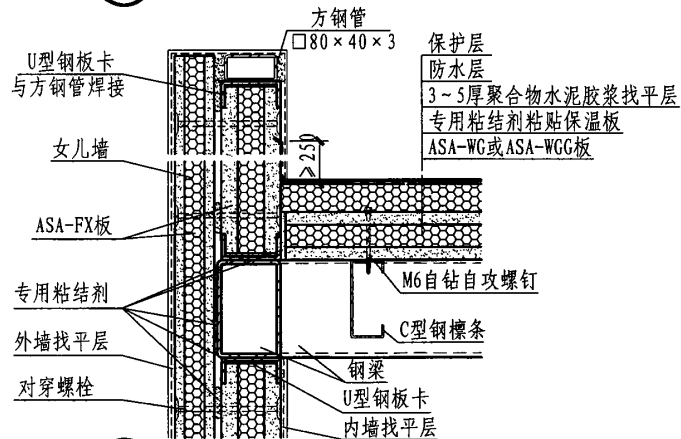 方钢管
□80×40×3
U型钢板卡
与方钢管焊接
女儿墙
ASA-FX板
专用粘结剂
外墙找平层
对穿螺栓
≥250
保护层
防水层
3~5厚聚合物水泥胶浆找平层
专用粘结剂粘贴保温板
ASA-WG或ASA-WGG板
M6自钻自攻螺钉
C型钢檩条
钢梁
U型钢板卡
内墙找平层